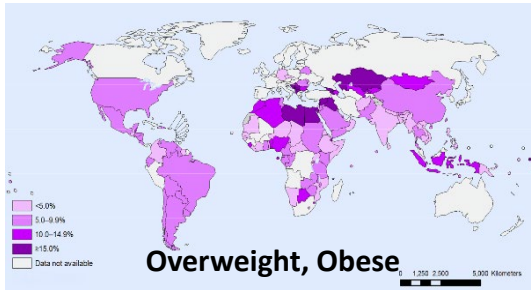 <5.0%
5.0–9.9%
10.0–14.9%
≥15.0%
Data not available
Overweight, Obese
0 1,250 2,500 5,000 Kilometers